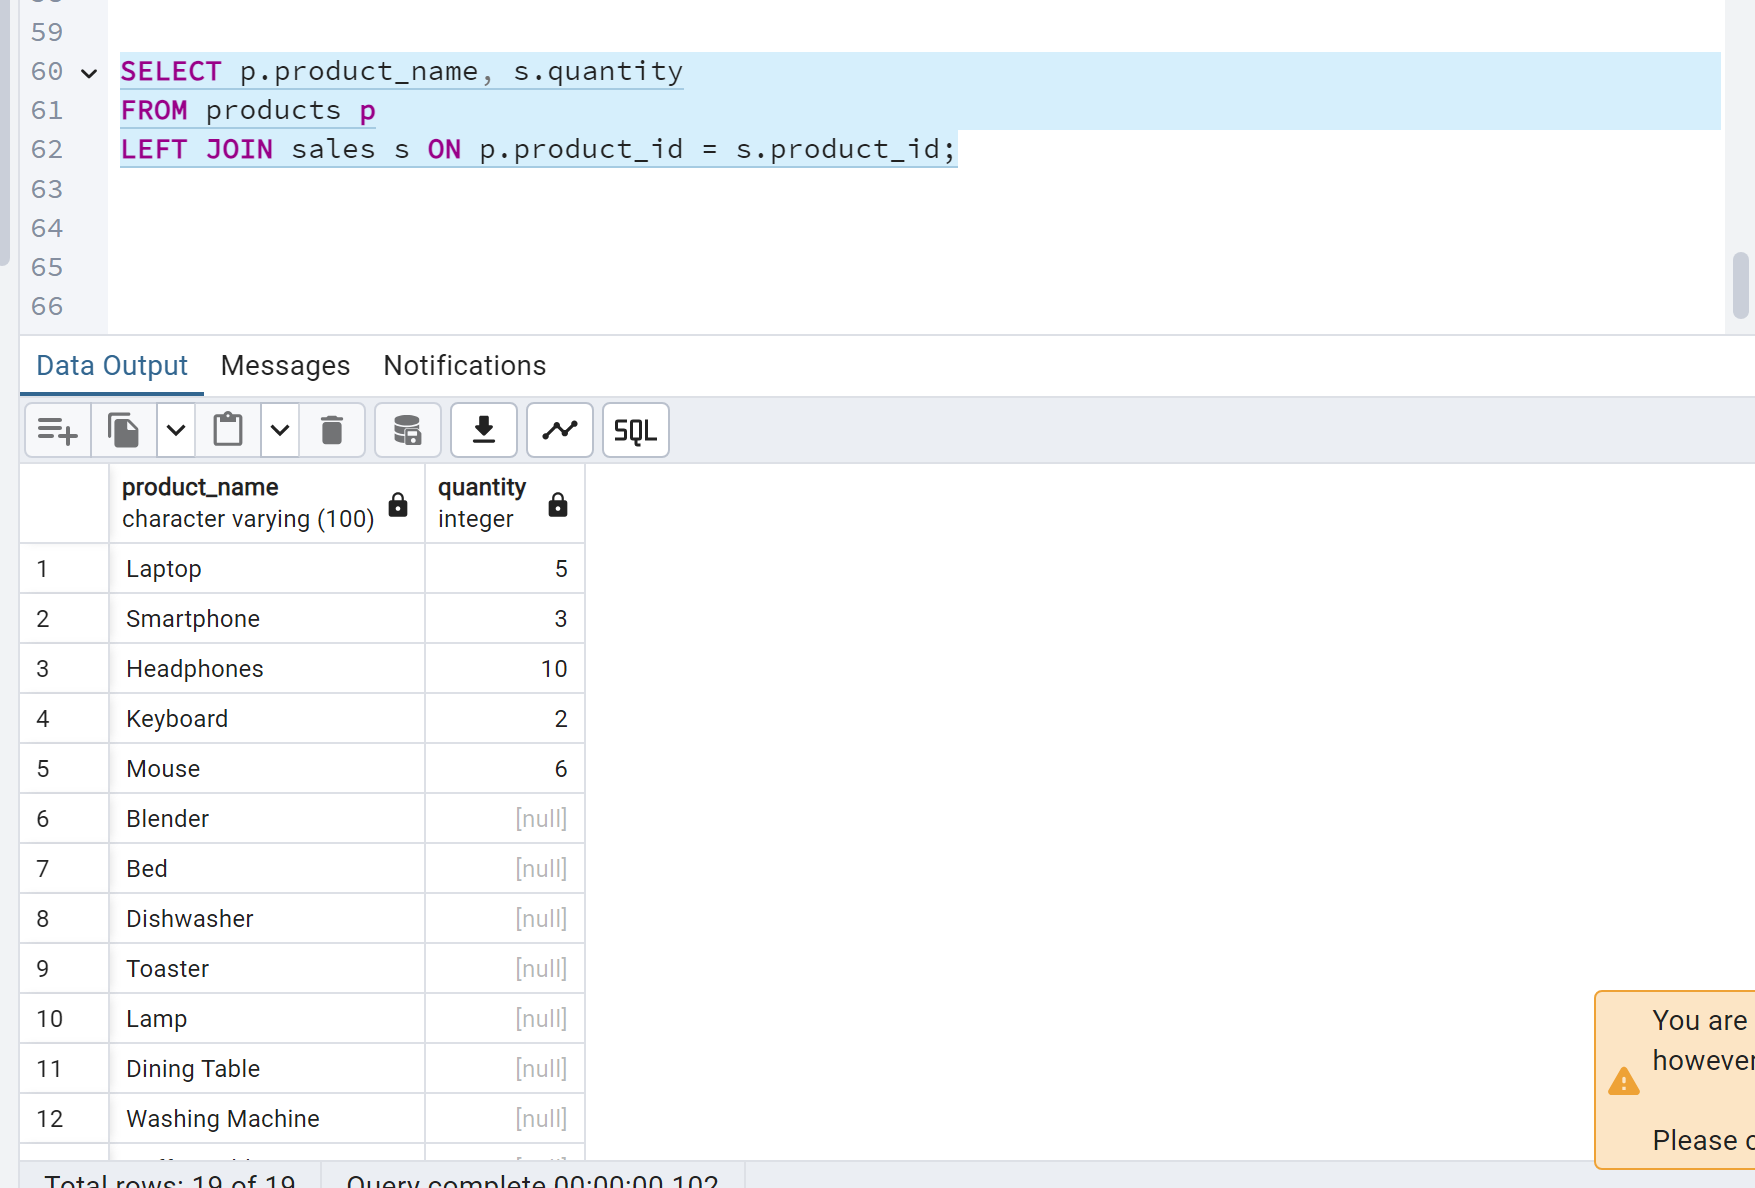 59
60 SELECT p.product_name, s.quantity
61 FROM products p
62 LEFT JOIN sales s ON p.product_id = s.product_id;
63
64
65
66
Data Output Messages Notifications
SQL
product_name quantity
character varying (100) integer
1 Laptop 5
2 Smartphone 3
3 Headphones 10
4 Keyboard 2
5 Mouse 6
6 Blender [null]
7 Bed [null]
8 Dishwasher [null]
9 Toaster [null]
10 Lamp [null]
11 Dining Table [null]
12 Washing Machine [null]
You are
however
Please
Total rows: 19 of 19 Query complete 00:00:00.102